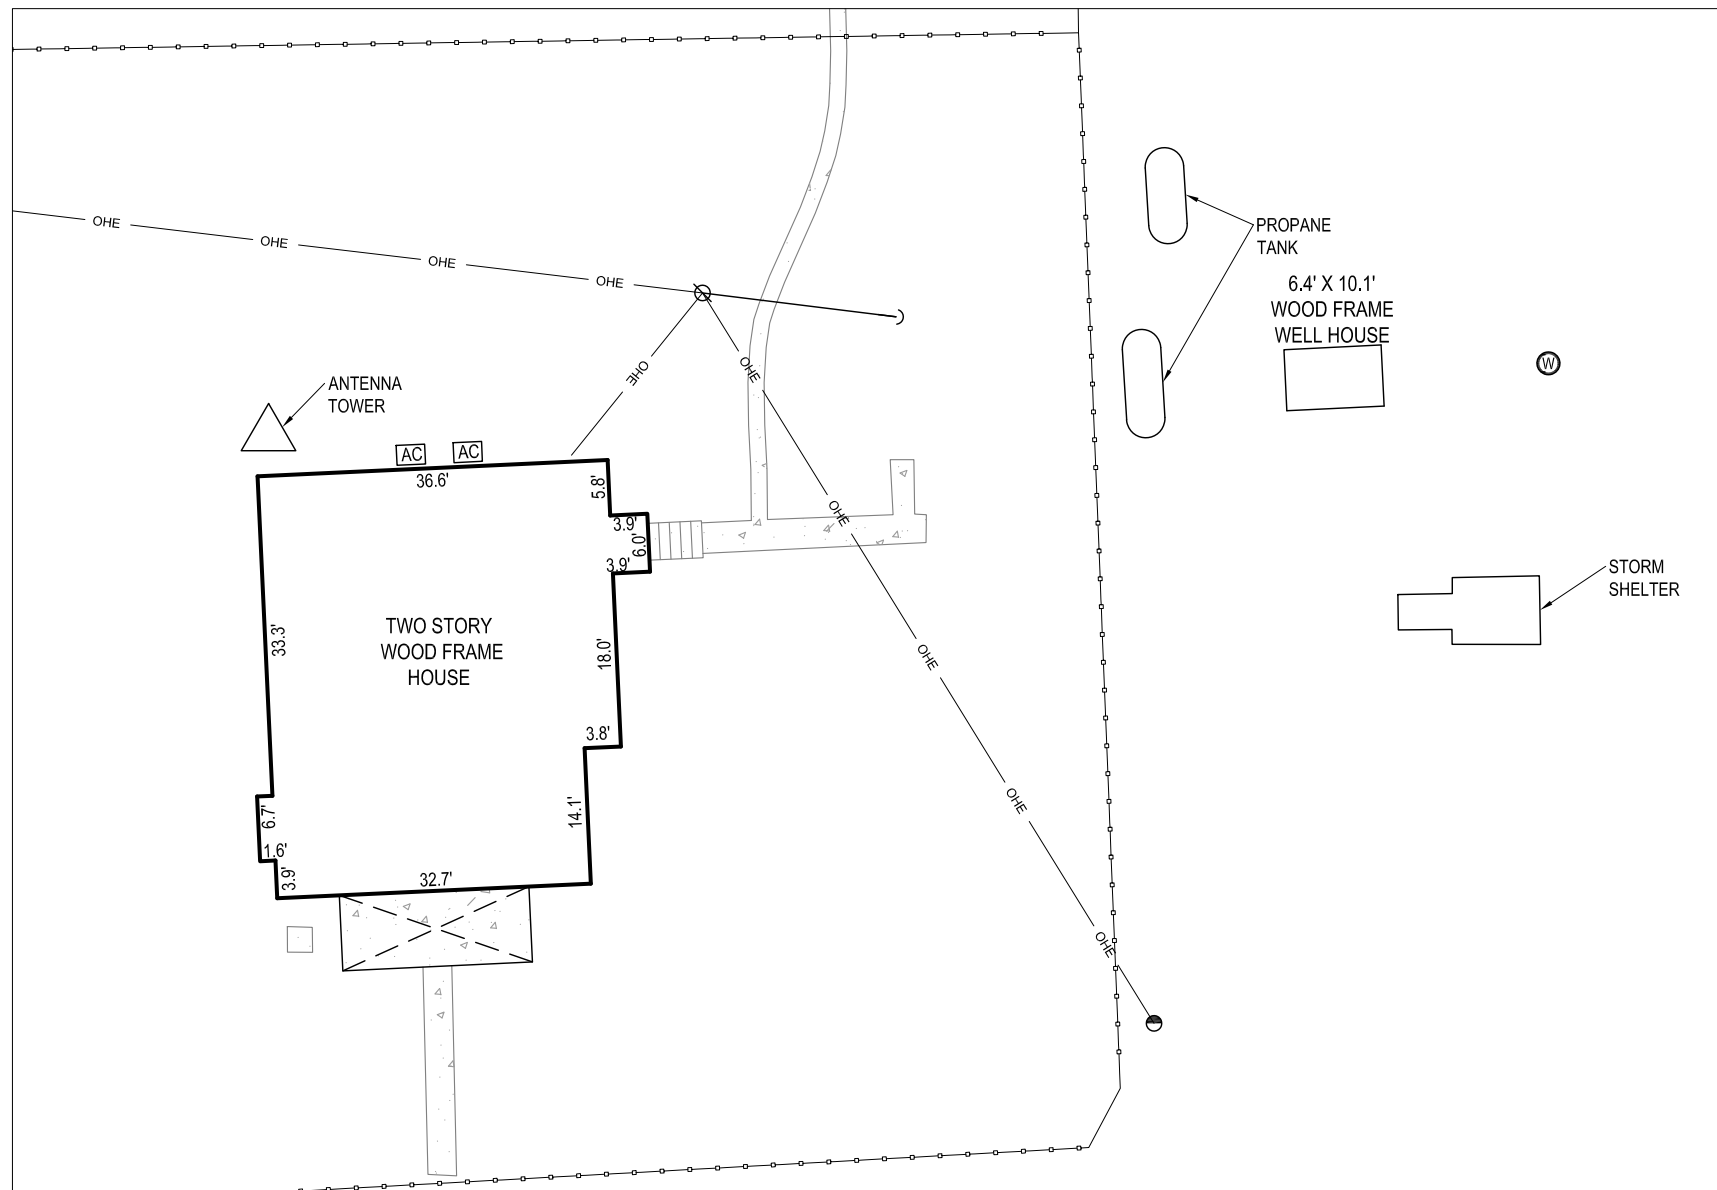 OHE
OHE
OHE
OHE
PROPANE
TANK
6.4' X 10.1'
WOOD FRAME
WELL HOUSE
OHE
OHE
W
ANTENNA
TOWER
AC
AC
36.6'
5.8'
3.9'
6.0'
3.9'
OHE
STORM
SHELTER
TWO STORY
WOOD FRAME
HOUSE
33.3'
18.0'
OHE
3.8'
14.1'
6.7'
1.6'
3.9'
32.7'
OHE
OHE